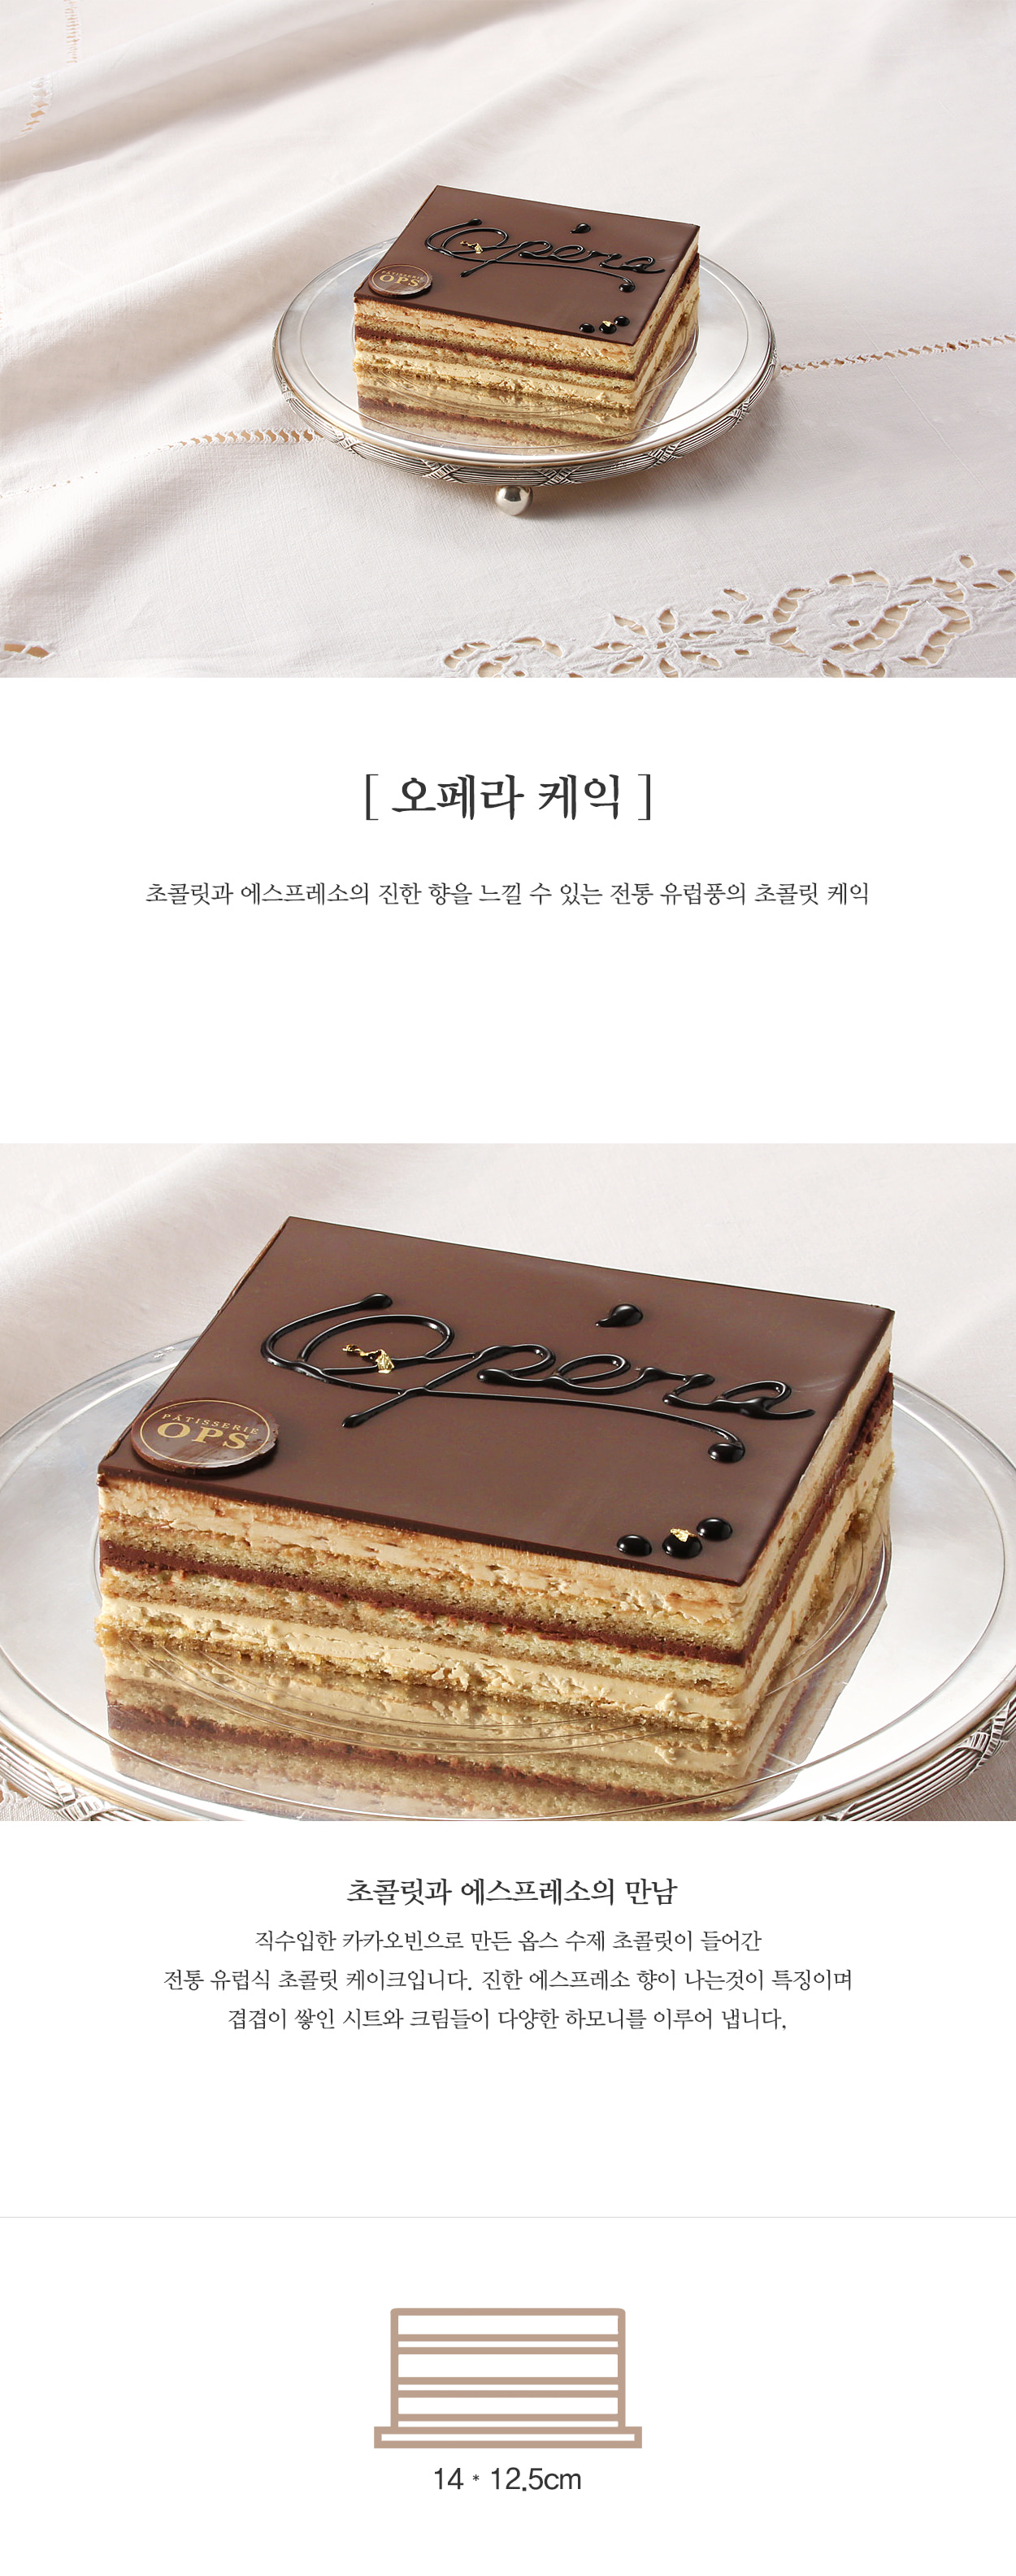 L'Opéra
PÂTISSERIE
OPS
[ 오페라 케익 ]
초콜릿과 에스프레소의 진한 향을 느낄 수 있는 전통 유럽풍의 초콜릿 케익
L'Opéra
PÂTISSERIE
OPS
초콜릿과 에스프레소의 만남
직수입한 카카오빈으로 만든 옵스 수제 초콜릿이 들어간
전통 유럽식 초콜릿 케이크입니다. 진한 에스프레소 향이 나는것이 특징이며
겹겹이 쌓인 시트와 크림들이 다양한 하모니를 이루어 냅니다.
14 * 12.5cm